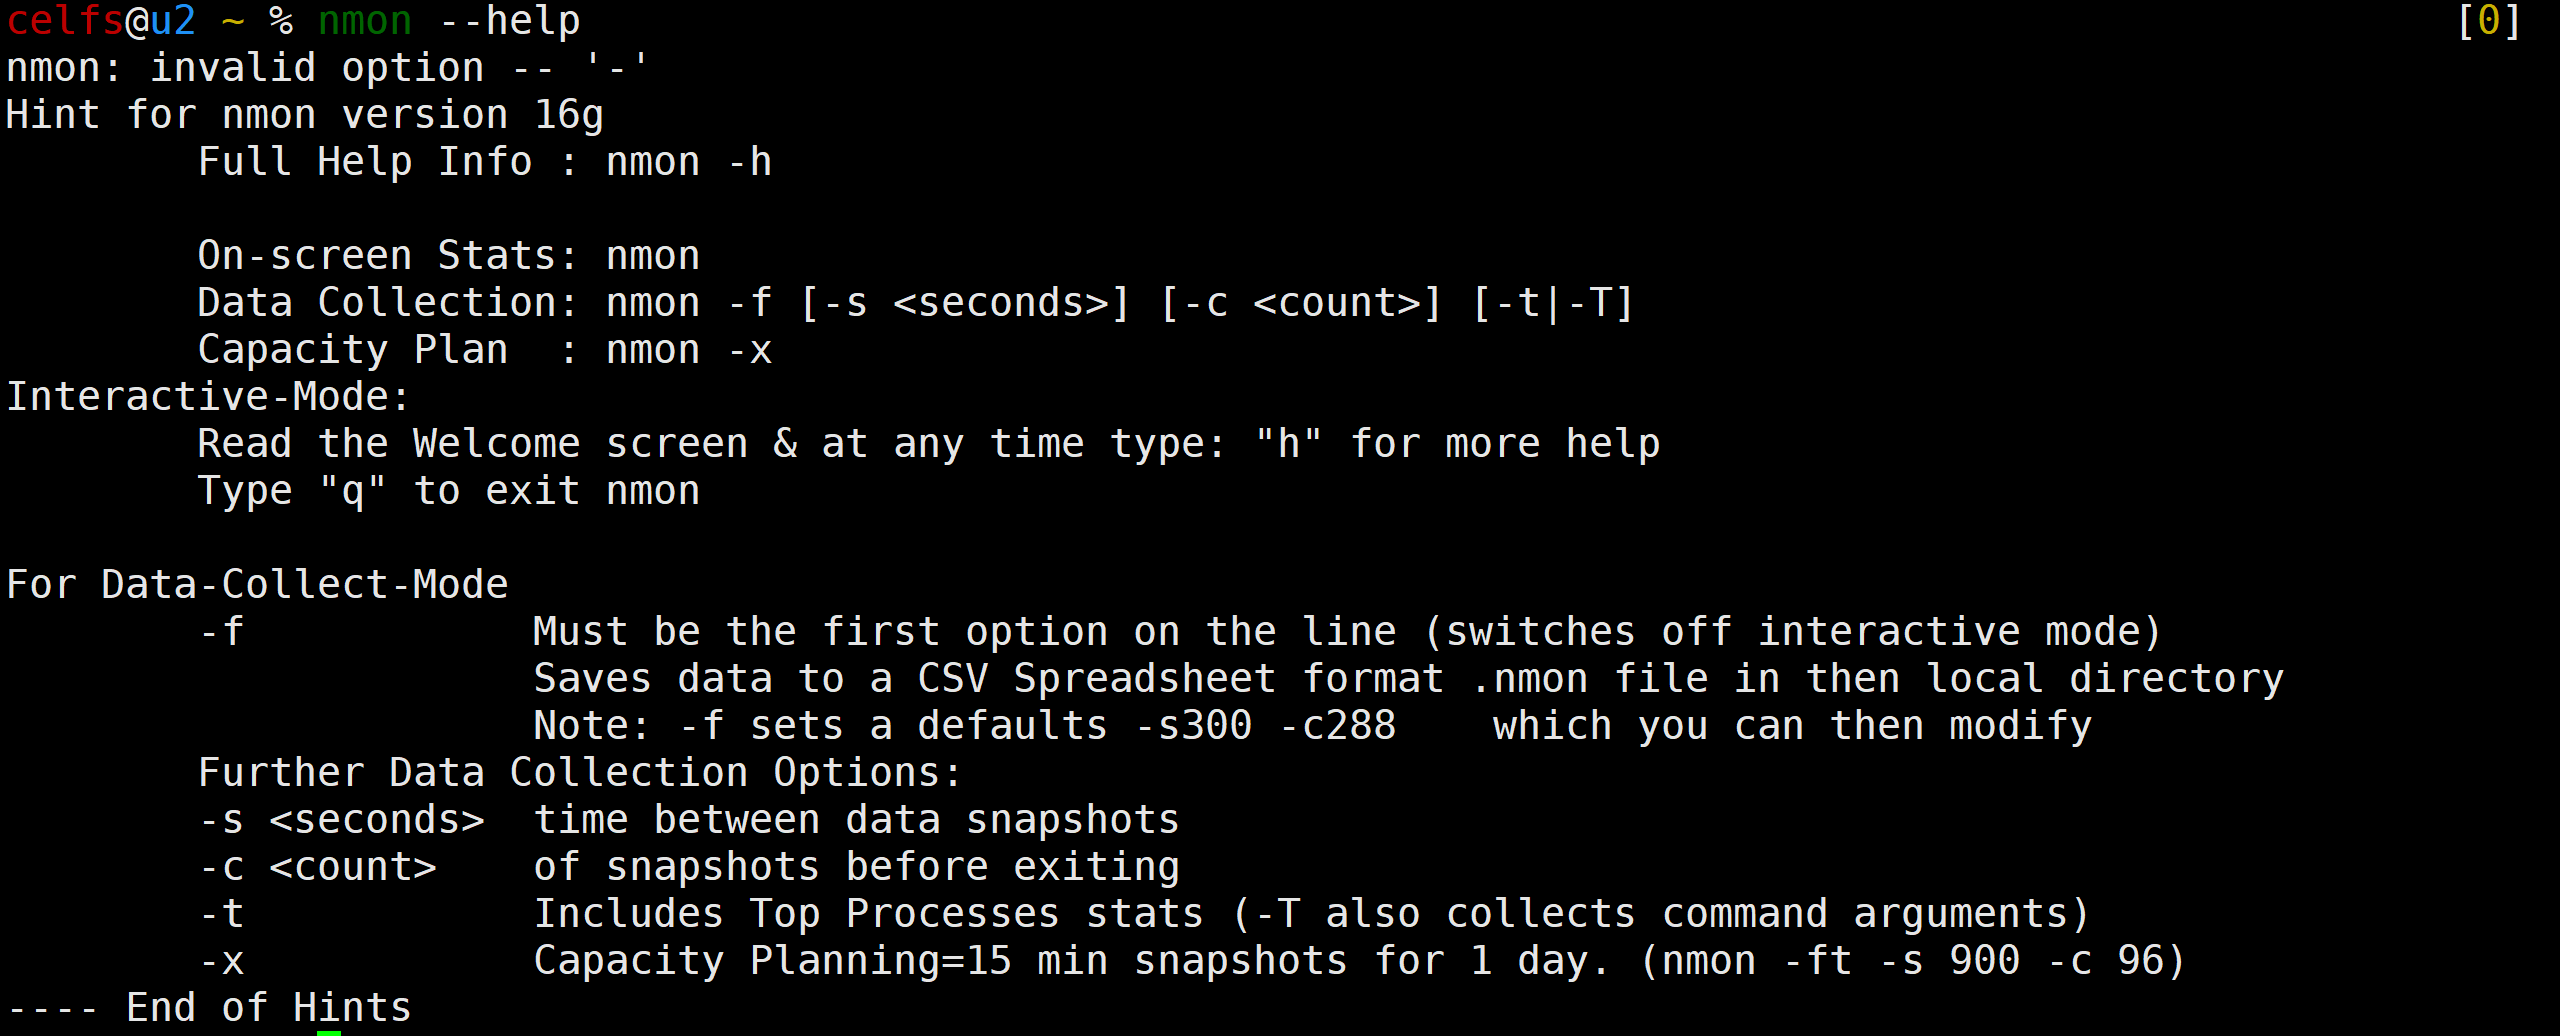 celfs@u2 ~ % nmon --help [0]
nmon: invalid option -- '-'
Hint for nmon version 16g
        Full Help Info : nmon -h

        On-screen Stats: nmon
        Data Collection: nmon -f [-s <seconds>] [-c <count>] [-t|-T]
        Capacity Plan  : nmon -x
Interactive-Mode:
        Read the Welcome screen & at any time type: "h" for more help
        Type "q" to exit nmon

For Data-Collect-Mode
        -f            Must be the first option on the line (switches off interactive mode)
                      Saves data to a CSV Spreadsheet format .nmon file in then local directory
                      Note: -f sets a defaults -s300 -c288    which you can then modify
        Further Data Collection Options:
        -s <seconds>  time between data snapshots
        -c <count>    of snapshots before exiting
        -t            Includes Top Processes stats (-T also collects command arguments)
        -x            Capacity Planning=15 min snapshots for 1 day. (nmon -ft -s 900 -c 96)
---- End of Hints